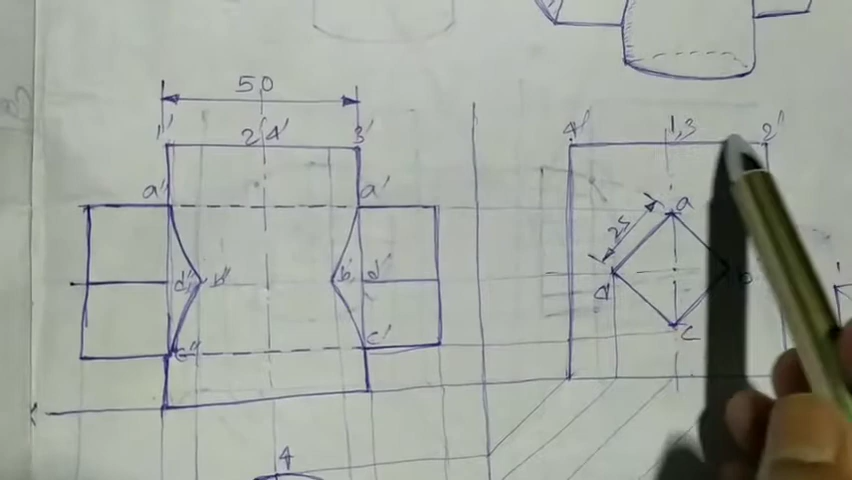 50
1' 2' 4' 3'
4' 1,3 2'
a' a'
a
25
d' b' b' d'
d b
c' c'
c
x
4